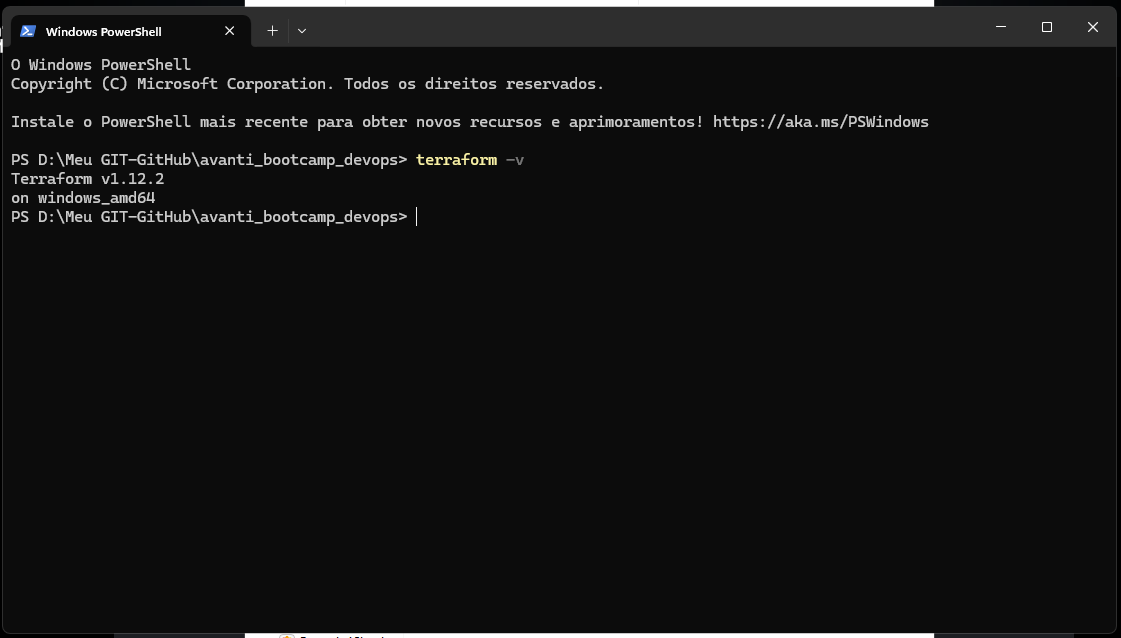 Windows PowerShell
O Windows PowerShell
Copyright (C) Microsoft Corporation. Todos os direitos reservados.
Instale o PowerShell mais recente para obter novos recursos e aprimoramentos! https://aka.ms/PSWindows
PS D:\Meu GIT-GitHub\avanti_bootcamp_devops> terraform -v
Terraform v1.12.2
on windows_amd64
PS D:\Meu GIT-GitHub\avanti_bootcamp_devops>